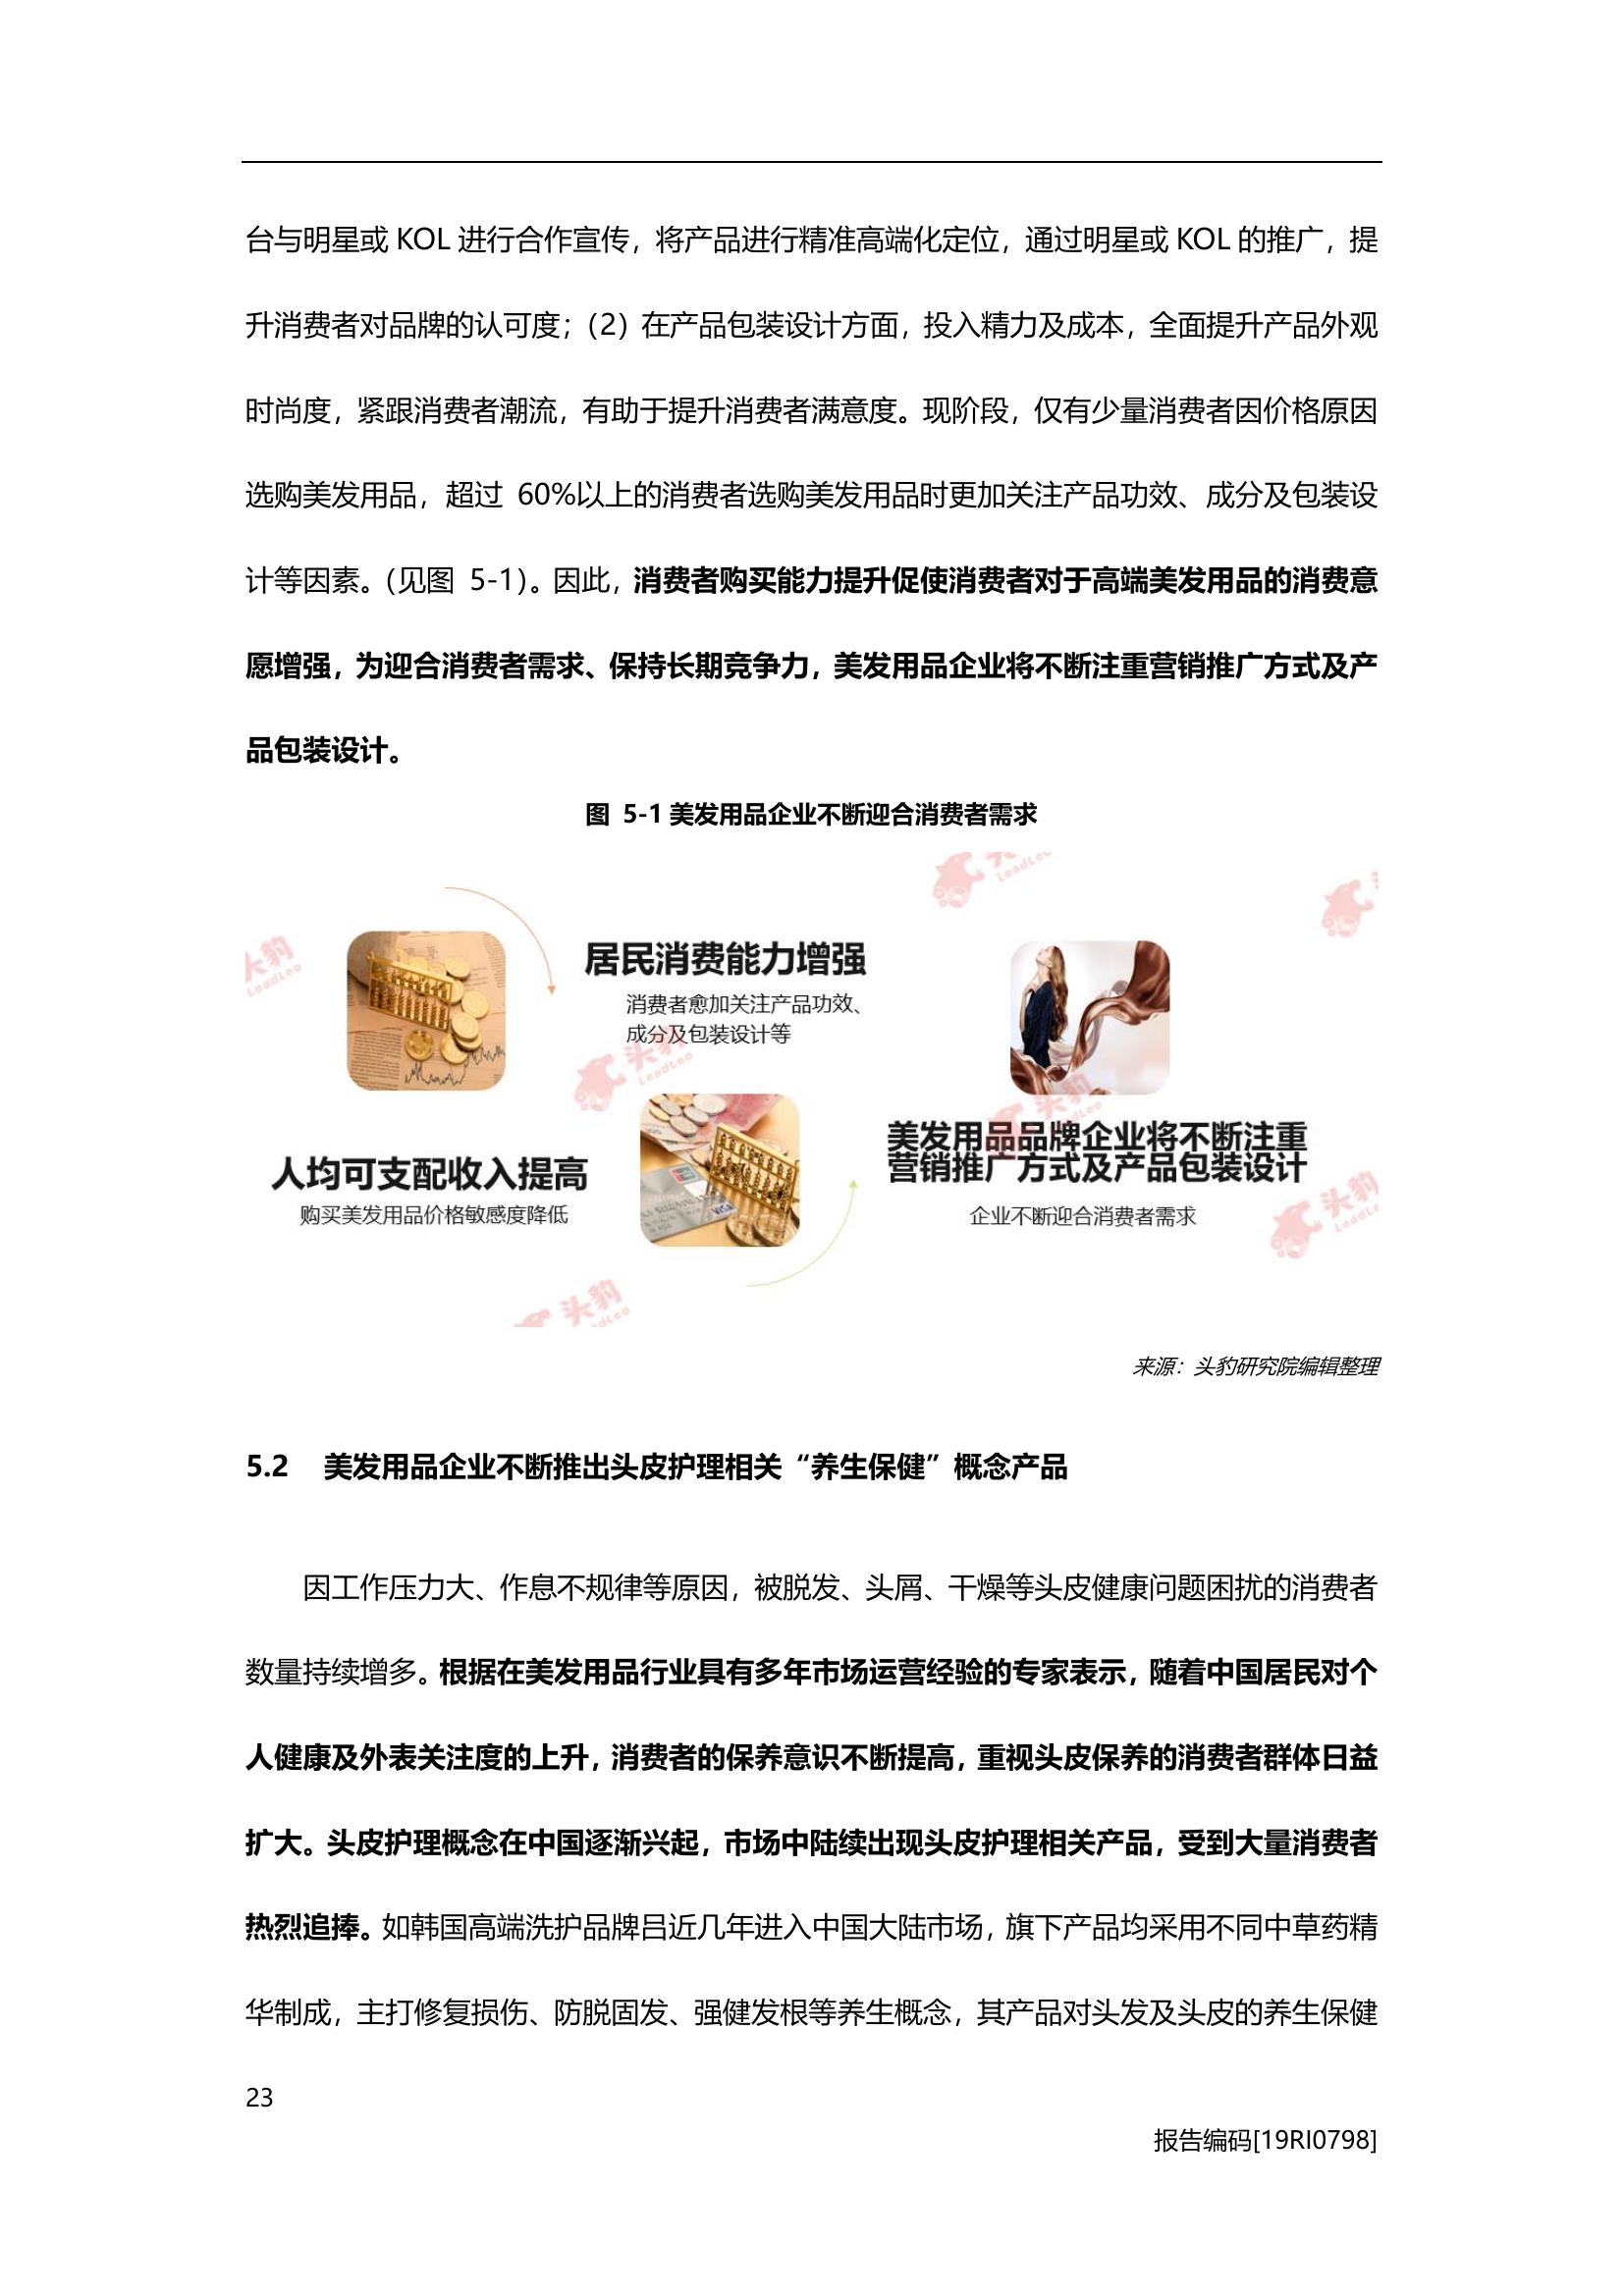 台与明星或 KOL 进行合作宣传，将产品进行精准高端化定位，通过明星或 KOL 的推广，提
升消费者对品牌的认可度；（2）在产品包装设计方面，投入精力及成本，全面提升产品外观
时尚度，紧跟消费者潮流，有助于提升消费者满意度。现阶段，仅有少量消费者因价格原因
选购美发用品，超过 60%以上的消费者选购美发用品时更加关注产品功效、成分及包装设
计等因素。（见图 5-1）。因此，消费者购买能力提升促使消费者对于高端美发用品的消费意
愿增强，为迎合消费者需求、保持长期竞争力，美发用品企业将不断注重营销推广方式及产
品包装设计。
图 5-1 美发用品企业不断迎合消费者需求
头豹
LeadLeo
居民消费能力增强
消费者愈加关注产品功效、
成分及包装设计等
头豹
LeadLeo
人均可支配收入提高
购买美发用品价格敏感度降低
VISA
美发用品品牌企业将不断注重
营销推广方式及产品包装设计
企业不断迎合消费者需求
头豹
头豹
来源：头豹研究院编辑整理
5.2 美发用品企业不断推出头皮护理相关“养生保健”概念产品
因工作压力大、作息不规律等原因，被脱发、头屑、干燥等头皮健康问题困扰的消费者
数量持续增多。根据在美发用品行业具有多年市场运营经验的专家表示，随着中国居民对个
人健康及外表关注度的上升，消费者的保养意识不断提高，重视头皮保养的消费者群体日益
扩大。头皮护理概念在中国逐渐兴起，市场中陆续出现头皮护理相关产品，受到大量消费者
热烈追捧。如韩国高端洗护品牌吕近几年进入中国大陆市场，旗下产品均采用不同中草药精
华制成，主打修复损伤、防脱固发、强健发根等养生概念，其产品对头发及头皮的养生保健
23
报告编码[19RI0798]